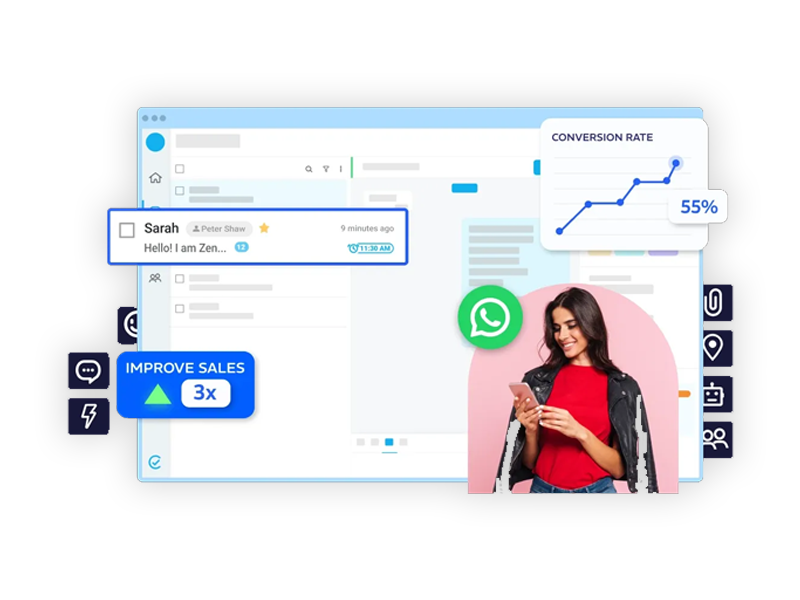 CONVERSION RATE
55%
Sarah Peter Shaw 9 minutes ago
Hello! I am Zen... 12 11:30 AM
IMPROVE SALES
3x